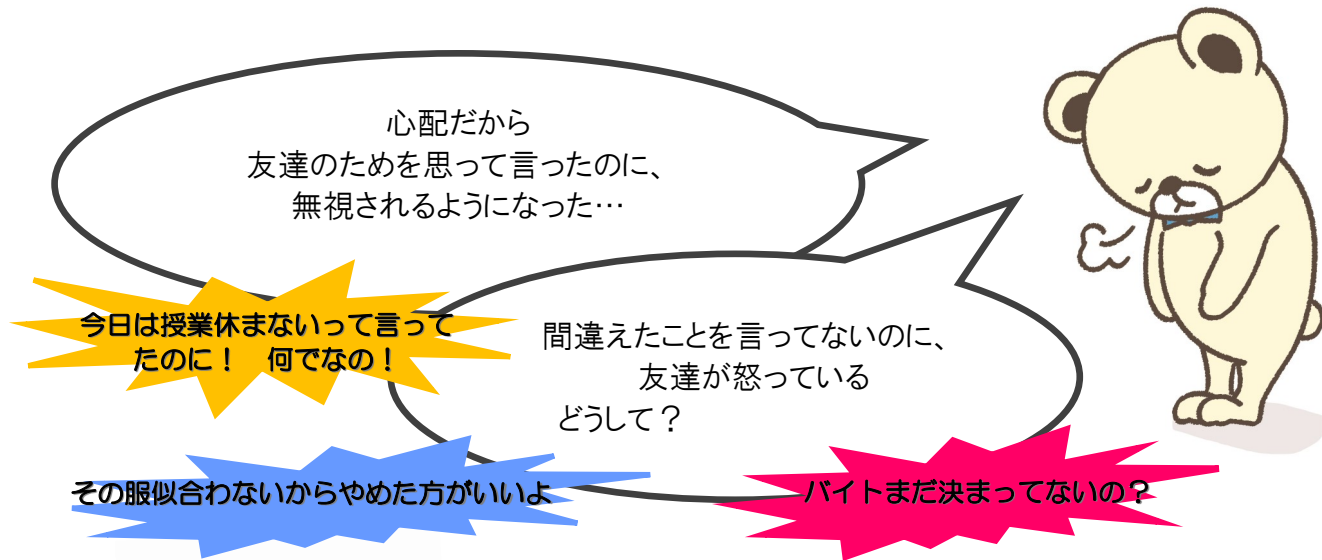 心配だから
友達のためを思って言ったのに、
無視されるようになった…
今日は授業休まないって言って
たのに！　何でなの！
間違えたことを言ってないのに、
友達が怒っている
どうして？
その服似合わないからやめた方がいいよ
バイトまだ決まってないの？